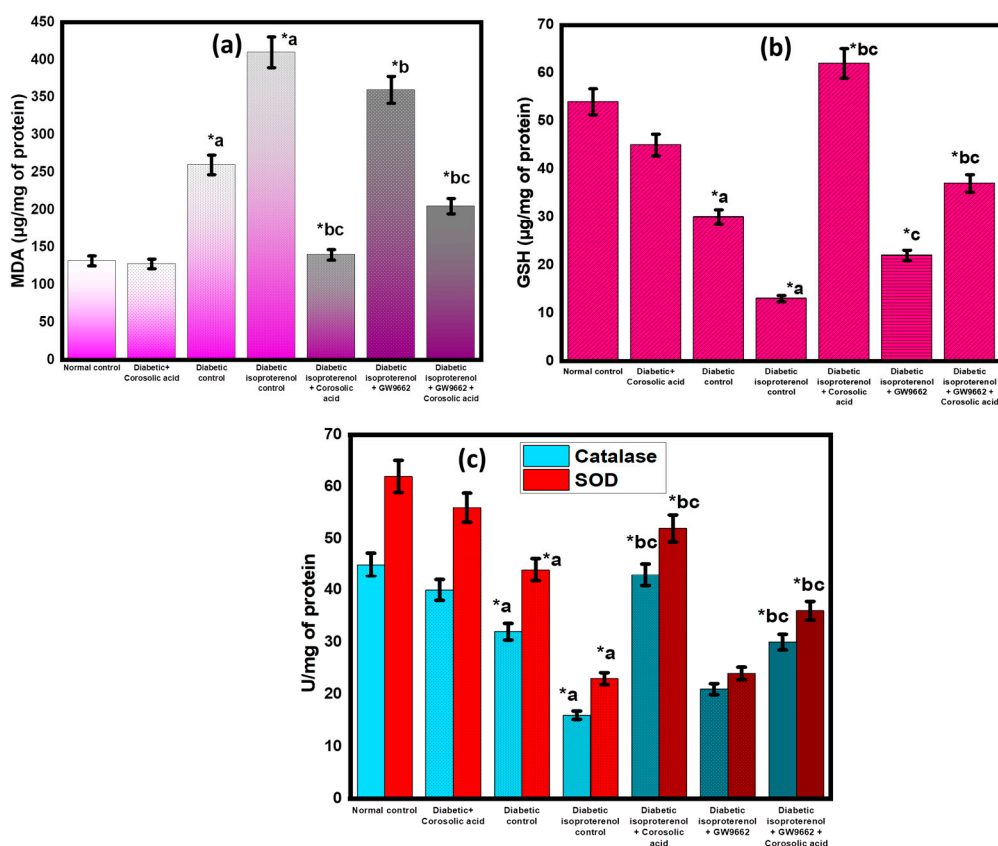 (a)
MDA (µg/mg of protein)
450
400
350
300
250
200
150
100
50
0
*a
*a
*bc
*b
*bc
Normal control
Diabetic+
Corosolic acid
Diabetic
control
Diabetic
isoproterenol
control
Diabetic
isoproterenol
+ Corosolic
acid
Diabetic
isoproterenol
+ GW9662
Diabetic
isoproterenol
+ GW9662 +
Corosolic acid
(b)
GSH (µg/mg of protein)
70
60
50
40
30
20
10
0
*a
*a
*bc
*c
*bc
Normal control
Diabetic+
Corosolic acid
Diabetic
control
Diabetic
isoproterenol
control
Diabetic
isoproterenol
+ Corosolic
acid
Diabetic
isoproterenol
+ GW9662
Diabetic
isoproterenol
+ GW9662 +
Corosolic acid
(c)
Catalase
SOD
U/mg of protein
70
60
50
40
30
20
10
0
*a
*a
*a
*a
*bc
*bc
*bc
*bc
Normal control
Diabetic+
Corosolic acid
Diabetic
control
Diabetic
isoproterenol
control
Diabetic
isoproterenol
+ Corosolic
acid
Diabetic
isoproterenol
+ GW9662
Diabetic
isoproterenol
+ GW9662 +
Corosolic acid